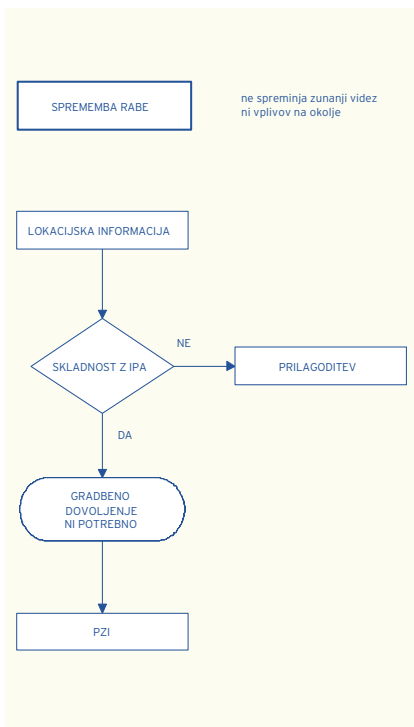 SPREMEMBA RABE
ne spreminja zunanji videz
ni vplivov na okolje
LOKACIJSKA INFORMACIJA
NE
SKLADNOST Z IPA
PRILAGODITEV
DA
GRADBENO
DOVOLJENJE
NI POTREBNO
PZI